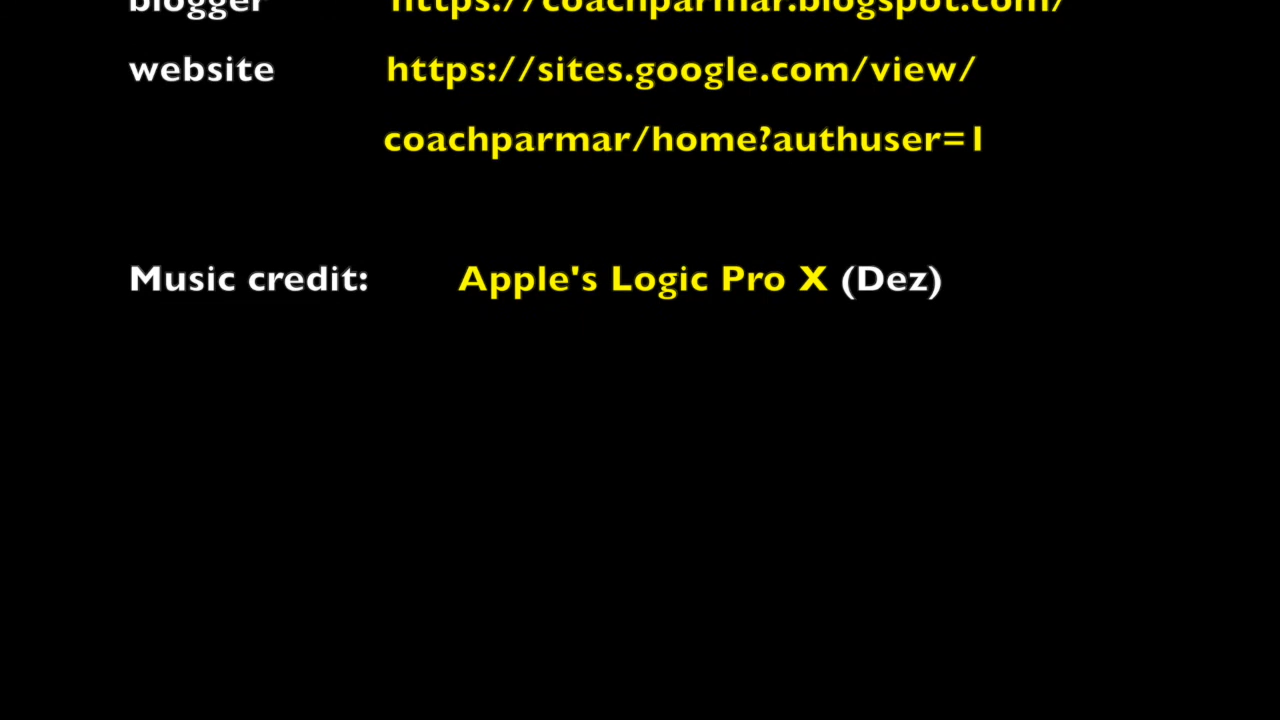 blogger https://coachparmar.blogspot.com/
website https://sites.google.com/view/
coachparmar/home?authuser=1
Music credit: Apple's Logic Pro X (Dez)